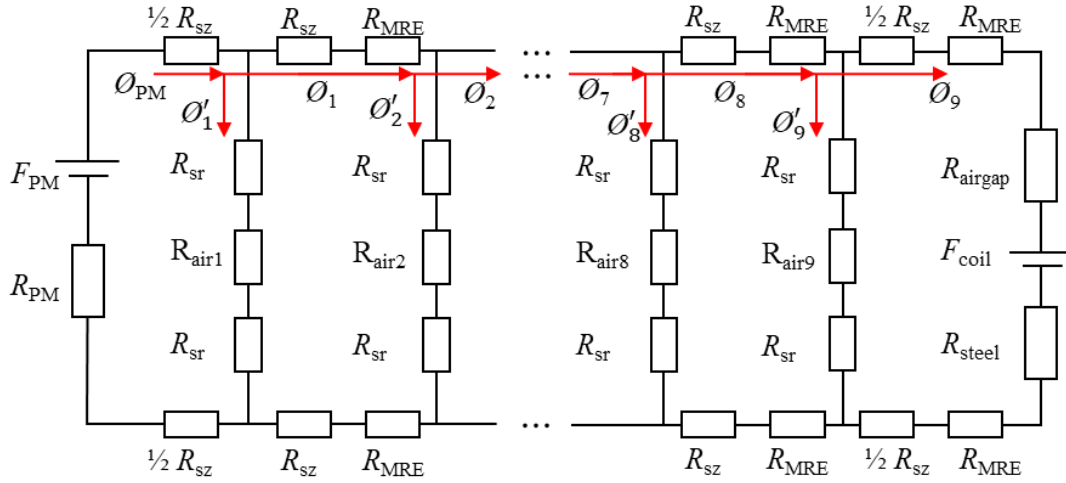 ½ R_sz R_sz R_MRE ... R_sz R_MRE ½ R_sz R_MRE
Ø_PM Ø_1 Ø_2 ... Ø_7 Ø_8 Ø_9
Ø′_1 Ø′_2 Ø′_8 Ø′_9
F_PM R_sr R_sr R_sr R_sr R_airgap
R_PM R_air1 R_air2 R_air8 R_air9 F_coil
R_sr R_sr R_sr R_sr R_steel
...
½ R_sz R_sz R_MRE R_sz R_MRE ½ R_sz R_MRE